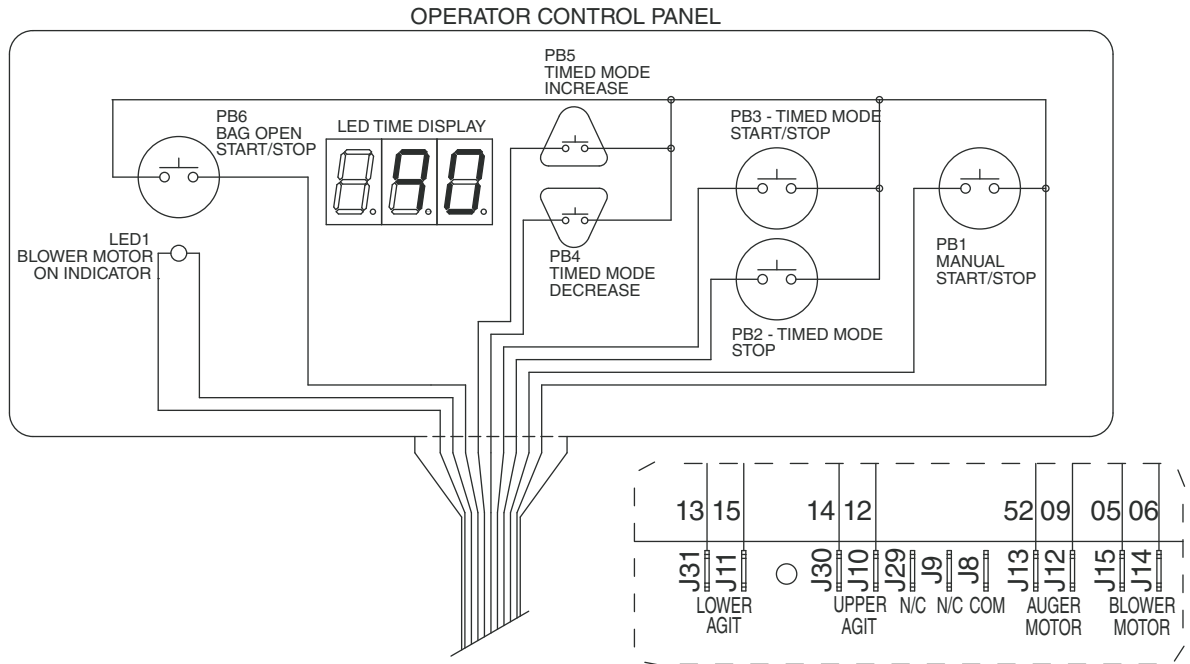 OPERATOR CONTROL PANEL
PB5
TIMED MODE
INCREASE
PB6
BAG OPEN
START/STOP
LED TIME DISPLAY
90
PB3 - TIMED MODE
START/STOP
LED1
BLOWER MOTOR
ON INDICATOR
PB4
TIMED MODE
DECREASE
PB1
MANUAL
START/STOP
PB2 - TIMED MODE
STOP
13 15 14 12 52 09 05 06
J31 J11 J30 J10 J29 J9 J8 J13 J12 J15 J14
LOWER
AGIT
UPPER
AGIT
N/C N/C COM
AUGER
MOTOR
BLOWER
MOTOR